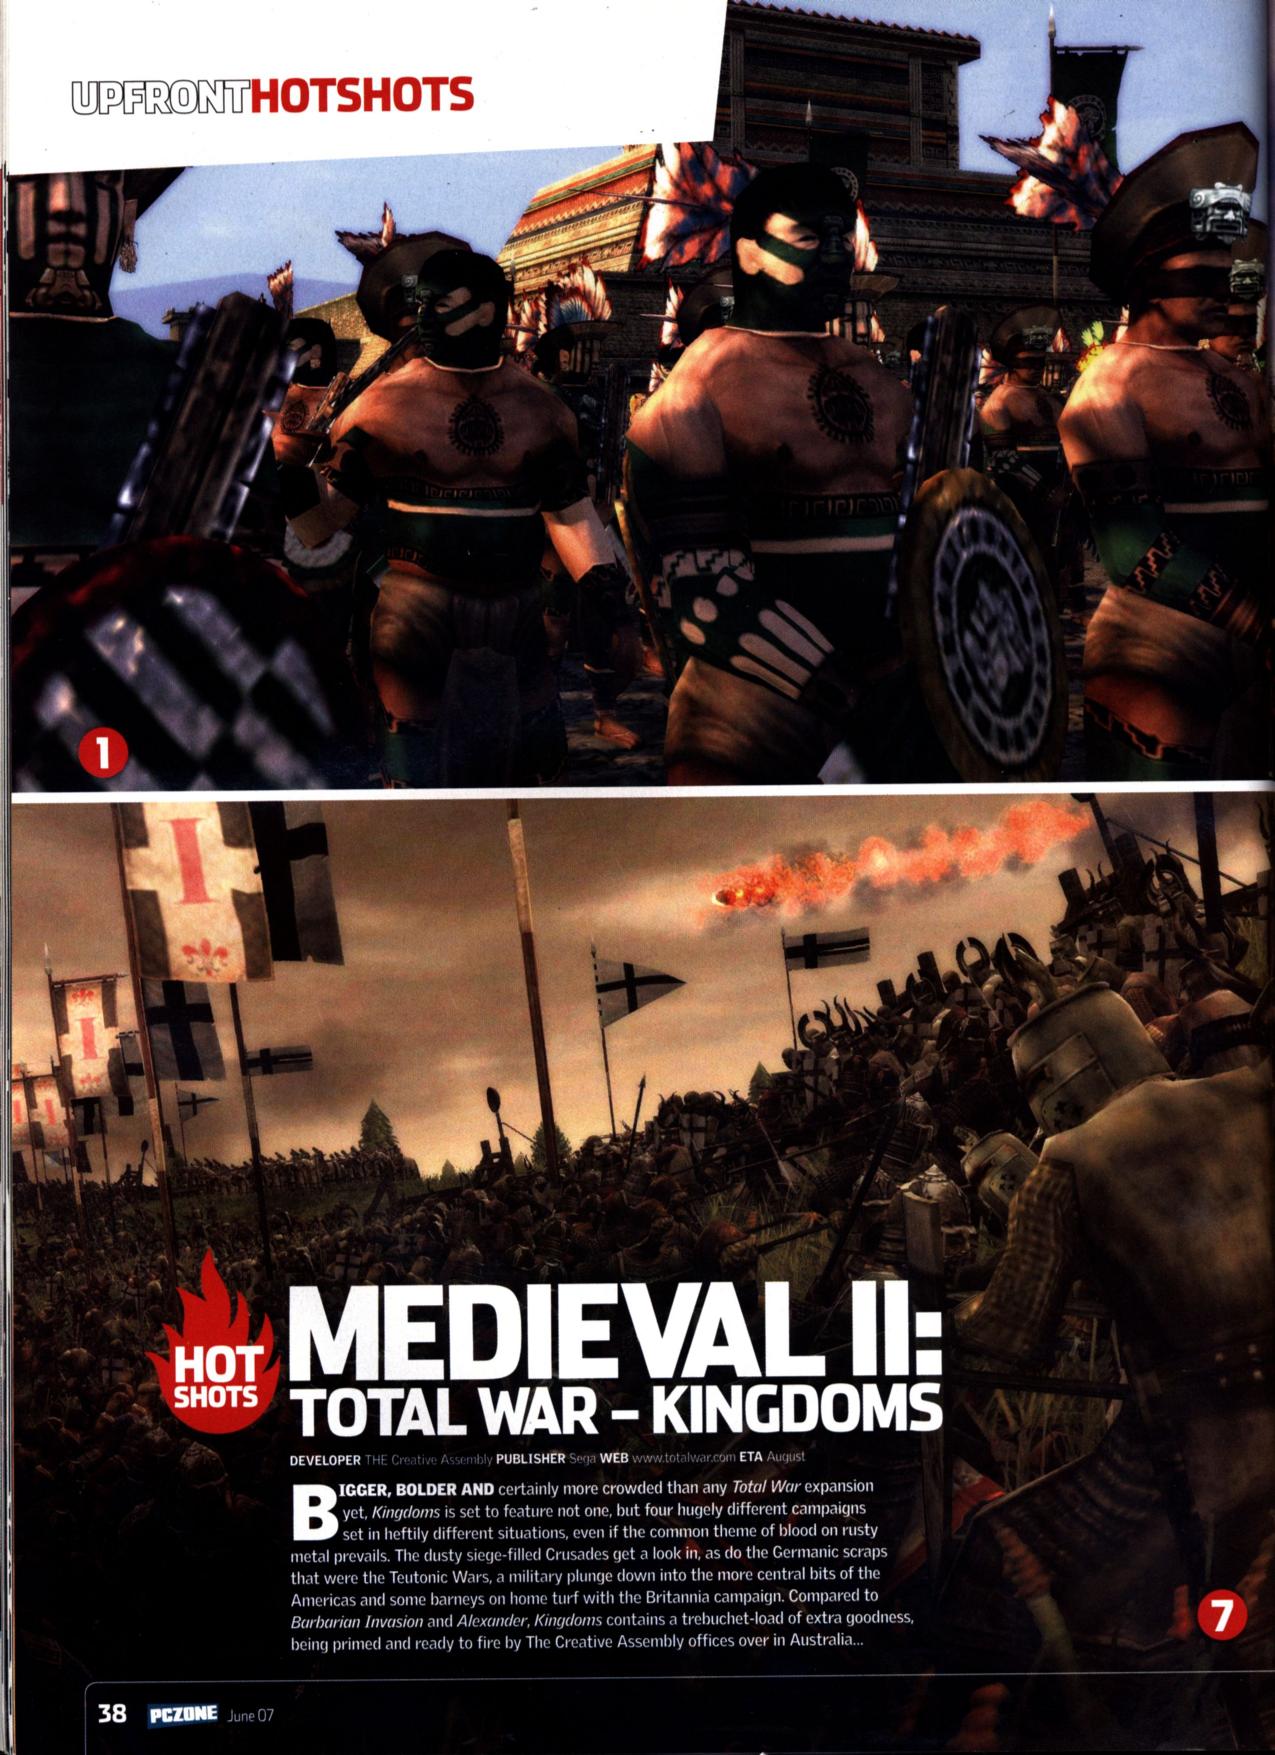 UPFRONTHOTSHOTS
1
I
I
7
HOT
SHOTS
MEDIEVAL II:
TOTAL WAR – KINGDOMS
DEVELOPER THE Creative Assembly PUBLISHER Sega WEB www.totalwar.com ETA August
BIGGER, BOLDER AND certainly more crowded than any Total War expansion
yet, Kingdoms is set to feature not one, but four hugely different campaigns
set in heftily different situations, even if the common theme of blood on rusty
metal prevails. The dusty siege-filled Crusades get a look in, as do the Germanic scraps
that were the Teutonic Wars, a military plunge down into the more central bits of the
Americas and some barneys on home turf with the Britannia campaign. Compared to
Barbarian Invasion and Alexander, Kingdoms contains a trebuchet-load of extra goodness,
being primed and ready to fire by The Creative Assembly offices over in Australia...
38 PCZONE June 07